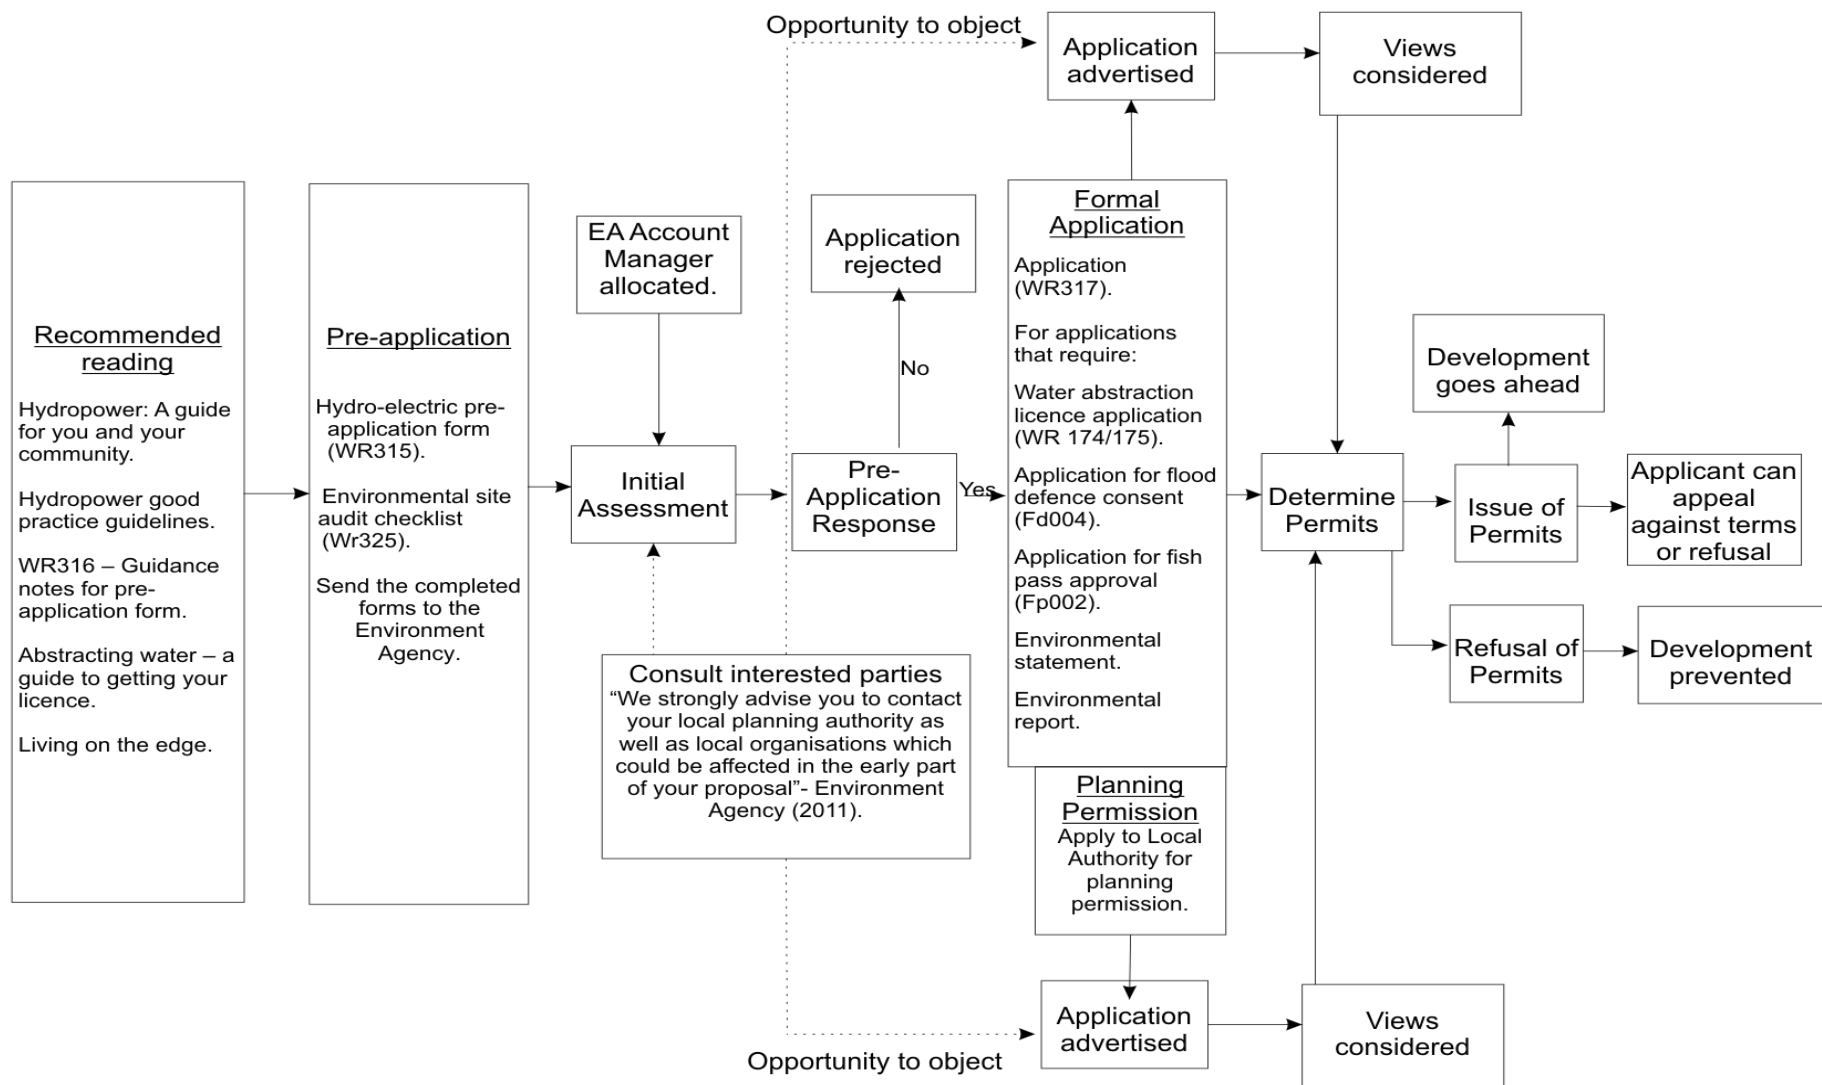 Recommended
reading
Hydropower: A guide
for you and your
community.
Hydropower good
practice guidelines.
WR316 – Guidance
notes for pre-
application form.
Abstracting water – a
guide to getting your
licence.
Living on the edge.
Pre-application
Hydro-electric pre-
application form
(WR315).
Environmental site
audit checklist
(Wr325).
Send the completed
forms to the
Environment
Agency.
EA Account
Manager
allocated.
Initial
Assessment
Consult interested parties
“We strongly advise you to contact
your local planning authority as
well as local organisations which
could be affected in the early part
of your proposal”- Environment
Agency (2011).
Opportunity to object
Opportunity to object
Pre-
Application
Response
No
Application
rejected
Yes
Formal
Application
Application
(WR317).
For applications
that require:
Water abstraction
licence application
(WR 174/175).
Application for flood
defence consent
(Fd004).
Application for fish
pass approval
(Fp002).
Environmental
statement.
Environmental
report.
Planning
Permission
Apply to Local
Authority for
planning
permission.
Application
advertised
Views
considered
Application
advertised
Views
considered
Determine
Permits
Issue of
Permits
Development
goes ahead
Applicant can
appeal
against terms
or refusal
Refusal of
Permits
Development
prevented